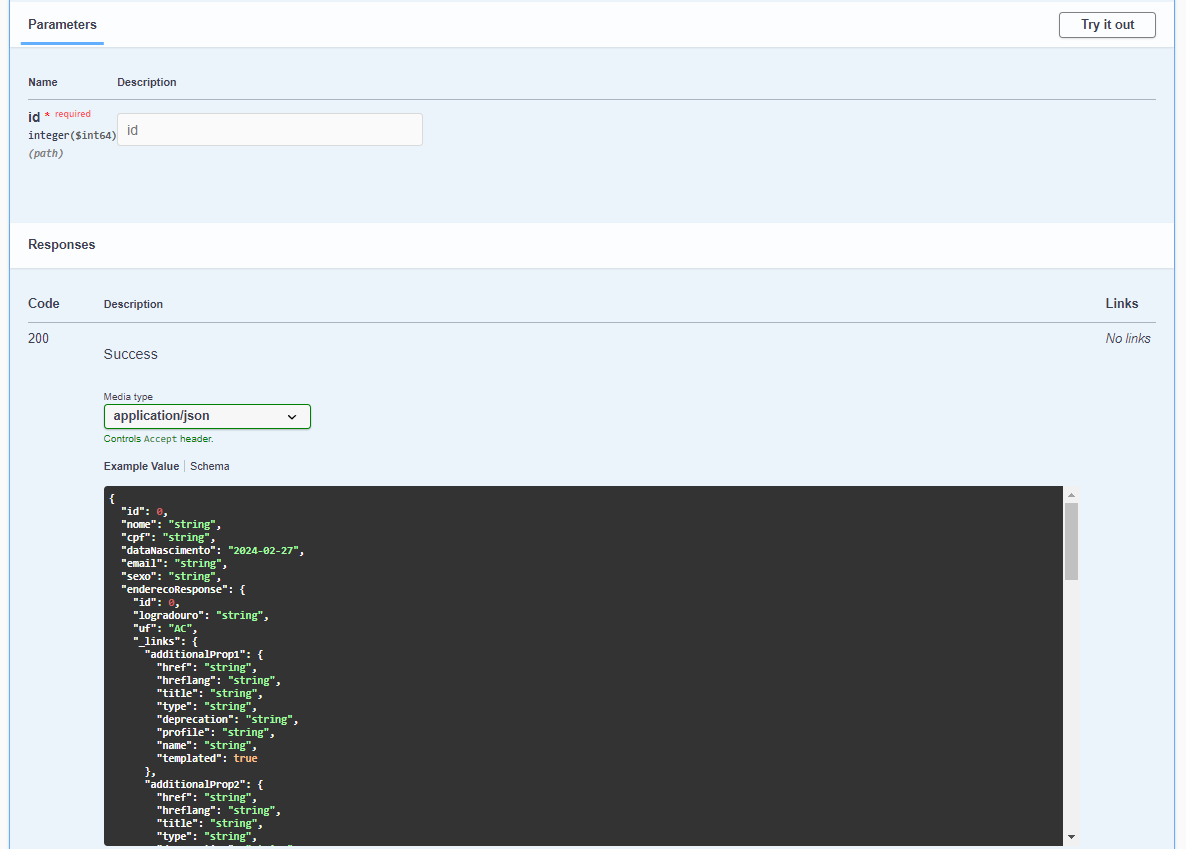 Parameters
Try it out
Name Description
id * required
integer($int64)
(path)
id
Responses
Code Description Links
200
Success
No links
Media type
application/json
Controls Accept header.
Example Value | Schema
{
  "id": 0,
  "nome": "string",
  "cpf": "string",
  "dataNascimento": "2024-02-27",
  "email": "string",
  "sexo": "string",
  "enderecoResponse": {
    "id": 0,
    "logradouro": "string",
    "uf": "AC",
    "_links": {
      "additionalProp1": {
        "href": "string",
        "hreflang": "string",
        "title": "string",
        "type": "string",
        "deprecation": "string",
        "profile": "string",
        "name": "string",
        "templated": true
      },
      "additionalProp2": {
        "href": "string",
        "hreflang": "string",
        "title": "string",
        "type": "string",